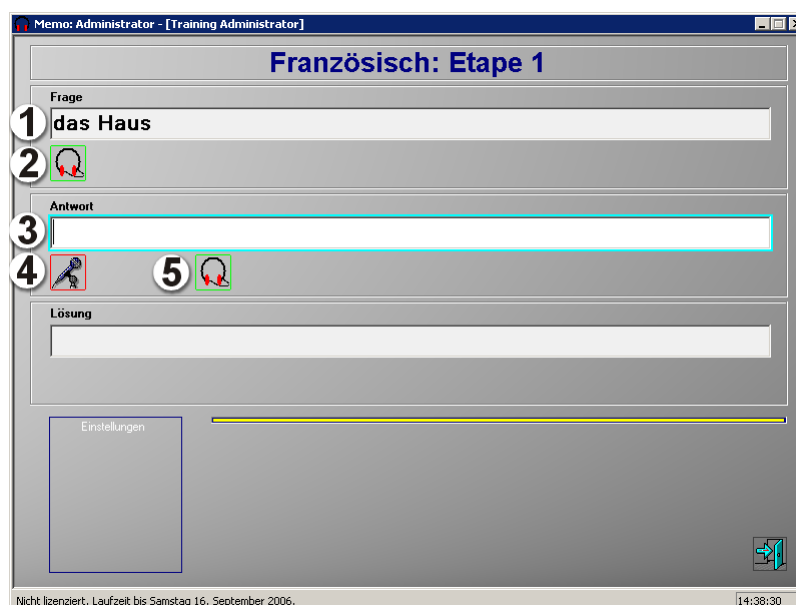 Memo: Administrator - [Training Administrator]
Französisch: Etape 1
Frage
1 das Haus
2
Antwort
3
4 5
Lösung
Einstellungen
Nicht lizenziert. Laufzeit bis Samstag 16. September 2006. 14:38:30